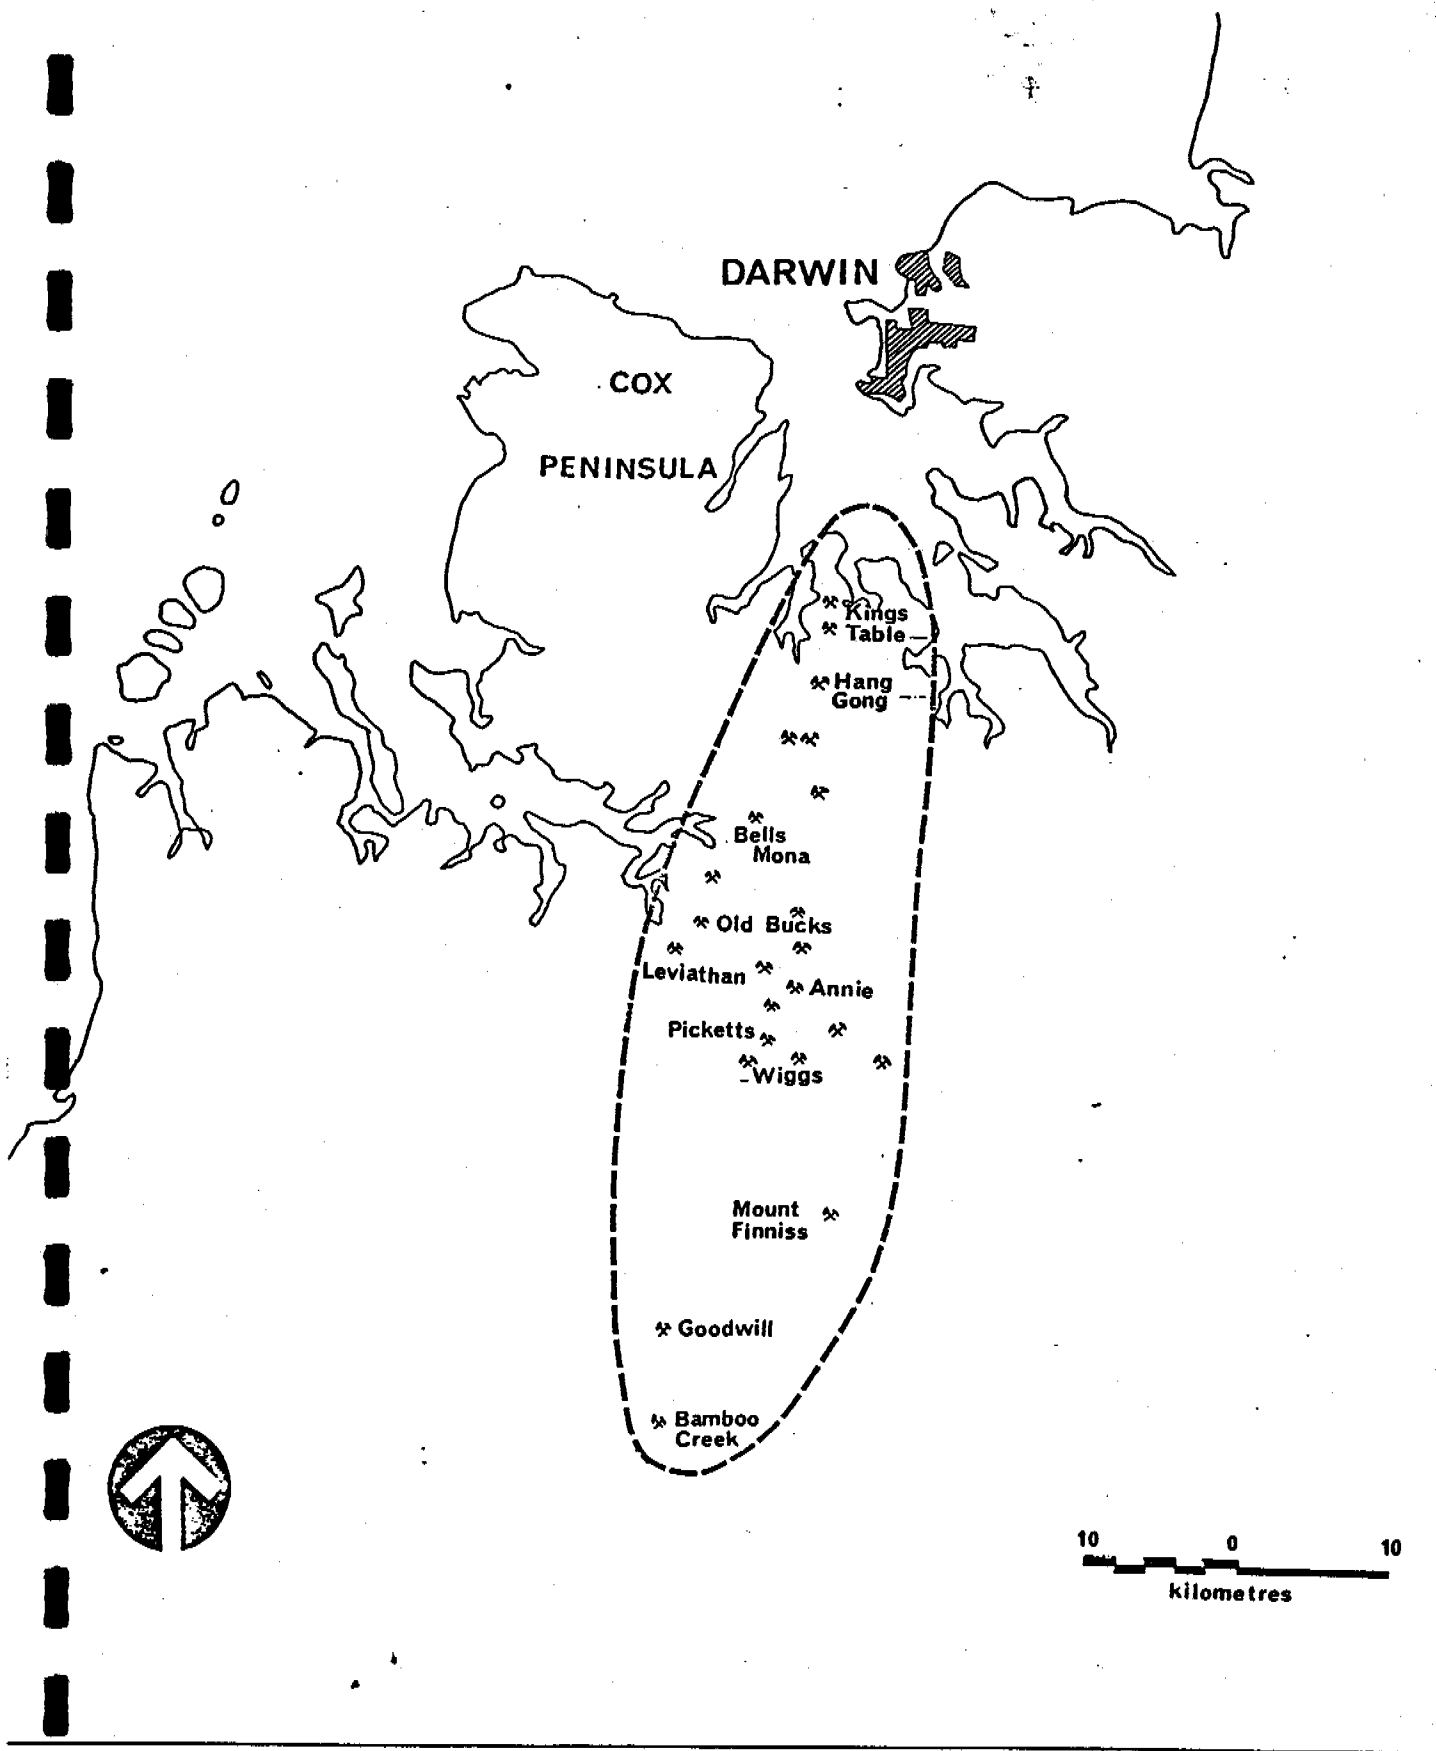 DARWIN
COX
PENINSULA
Kings
Table
Hang
Gong
Bells
Mona
Old Bucks
Leviathan
Annie
Picketts
Wiggs
Mount
Finniss
Goodwill
Bamboo
Creek
10 0 10
kilometres